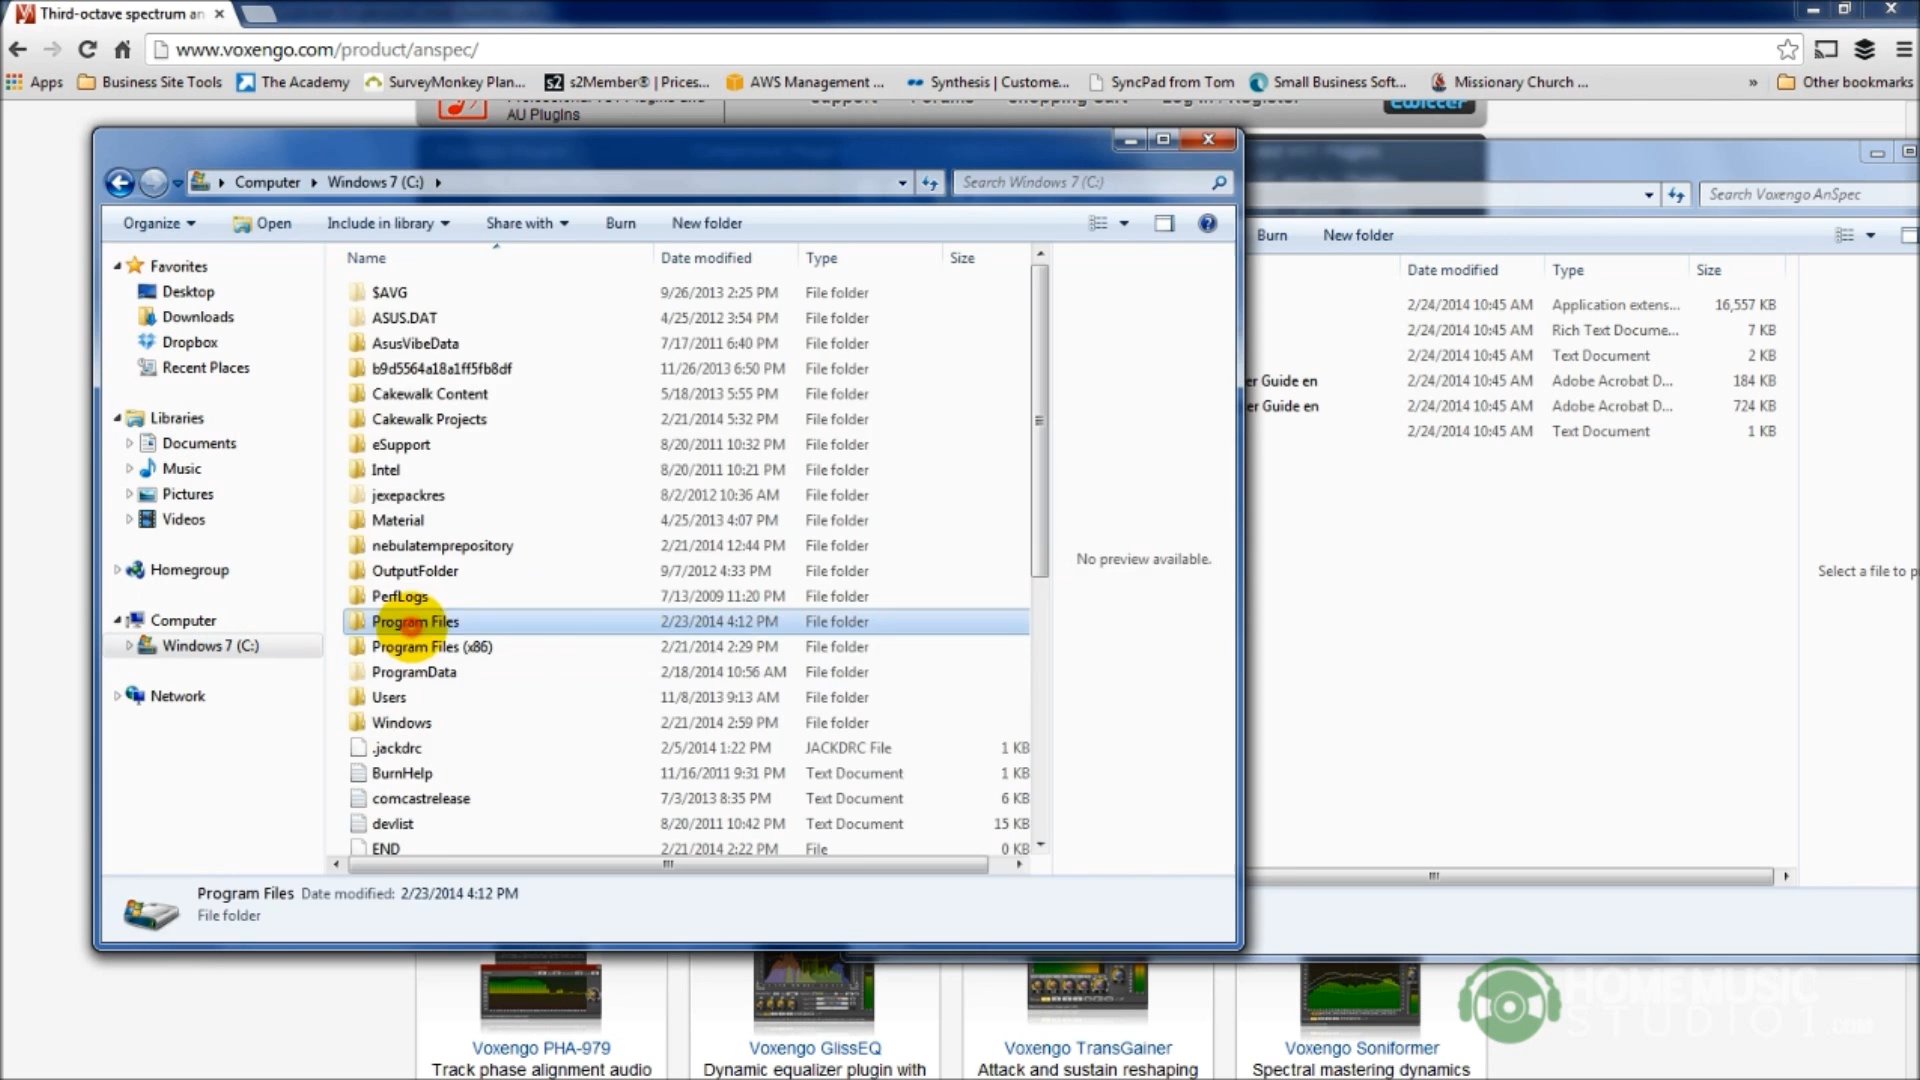 Third-octave spectrum an
www.voxengo.com/product/anspec/
Apps Business Site Tools The Academy SurveyMonkey Plan... s2Member® | Prices... AWS Management ... Synthesis | Custome... SyncPad from Tom Small Business Soft... Missionary Church ... » Other bookmarks
AU Plugins
Computer Windows 7 (C:)
Search Windows 7 (C:)
Search Voxengo AnSpec
Organize Open Include in library Share with Burn New folder
Burn New folder
Name Date modified Type Size
Date modified Type Size
Favorites
Desktop
Downloads
Dropbox
Recent Places
Libraries
Documents
Music
Pictures
Videos
Homegroup
Computer
Windows 7 (C:)
Network
$AVG 9/26/2013 2:25 PM File folder
ASUS.DAT 4/25/2012 3:54 PM File folder
AsusVibeData 7/17/2011 6:40 PM File folder
b9d5564a18a1ff5fb8df 11/26/2013 6:50 PM File folder
Cakewalk Content 5/18/2013 5:55 PM File folder
Cakewalk Projects 2/21/2014 5:32 PM File folder
eSupport 8/20/2011 10:32 PM File folder
Intel 8/20/2011 10:21 PM File folder
jexepackres 8/2/2012 10:36 AM File folder
Material 4/25/2013 4:07 PM File folder
nebulatemprepository 2/21/2014 12:44 PM File folder
OutputFolder 9/7/2012 4:33 PM File folder
PerfLogs 7/13/2009 11:20 PM File folder
Program Files 2/23/2014 4:12 PM File folder
Program Files (x86) 2/21/2014 2:29 PM File folder
ProgramData 2/18/2014 10:56 AM File folder
Users 11/8/2013 9:13 AM File folder
Windows 2/21/2014 2:59 PM File folder
.jackdrc 2/5/2014 1:22 PM JACKDRC File 1 KB
BurnHelp 11/16/2011 9:31 PM Text Document 1 KB
comcastrelease 7/3/2013 8:35 PM Text Document 6 KB
devlist 8/20/2011 10:42 PM Text Document 15 KB
END 2/21/2014 2:22 PM File 0 KB
No preview available.
2/24/2014 10:45 AM Application extens... 16,557 KB
2/24/2014 10:45 AM Rich Text Docume... 7 KB
2/24/2014 10:45 AM Text Document 2 KB
er Guide en 2/24/2014 10:45 AM Adobe Acrobat D... 184 KB
er Guide en 2/24/2014 10:45 AM Adobe Acrobat D... 724 KB
2/24/2014 10:45 AM Text Document 1 KB
Select a file to p
Program Files Date modified: 2/23/2014 4:12 PM
File folder
Voxengo PHA-979
Track phase alignment audio
Voxengo GlissEQ
Dynamic equalizer plugin with
Voxengo TransGainer
Attack and sustain reshaping
Voxengo Soniformer
Spectral mastering dynamics
HOMEMUSIC
STUDIO1.COM